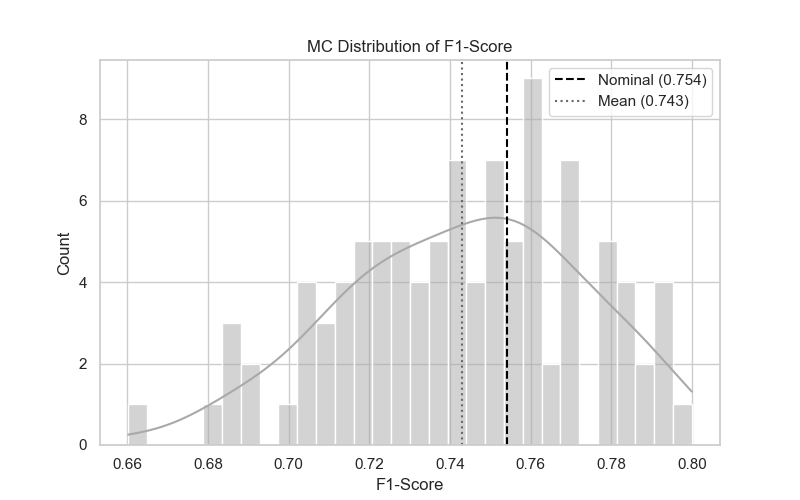 MC Distribution of F1-Score
Nominal (0.754)
Mean (0.743)
Count
8
6
4
2
0
0.66 0.68 0.70 0.72 0.74 0.76 0.78 0.80
F1-Score